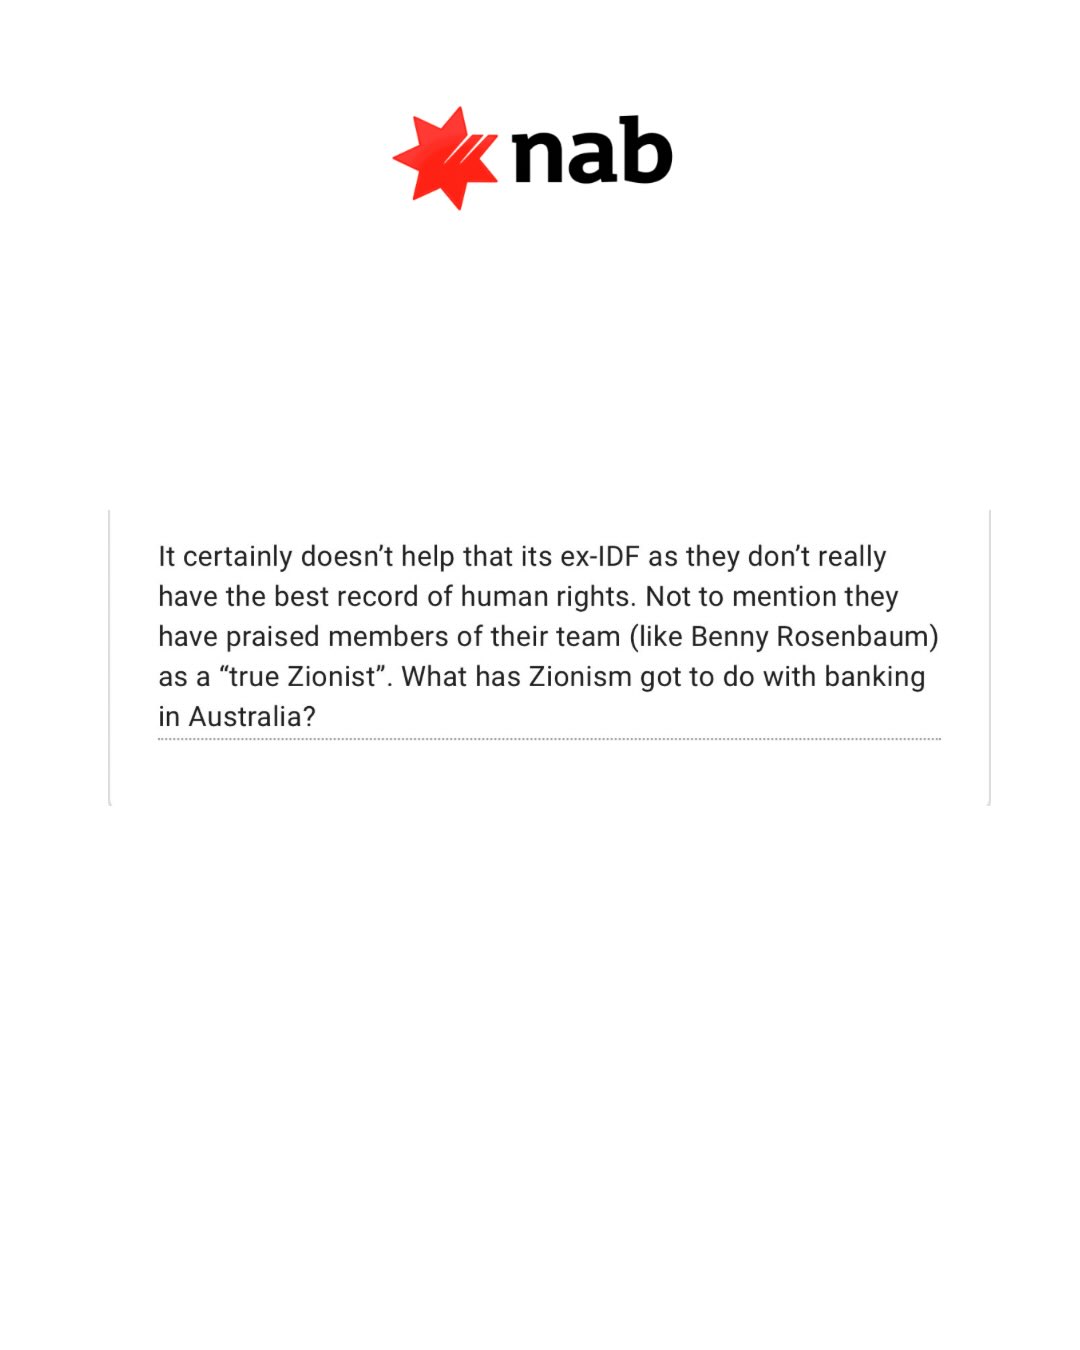 nab
It certainly doesn’t help that its ex-IDF as they don’t really
have the best record of human rights. Not to mention they
have praised members of their team (like Benny Rosenbaum)
as a “true Zionist”. What has Zionism got to do with banking
in Australia?